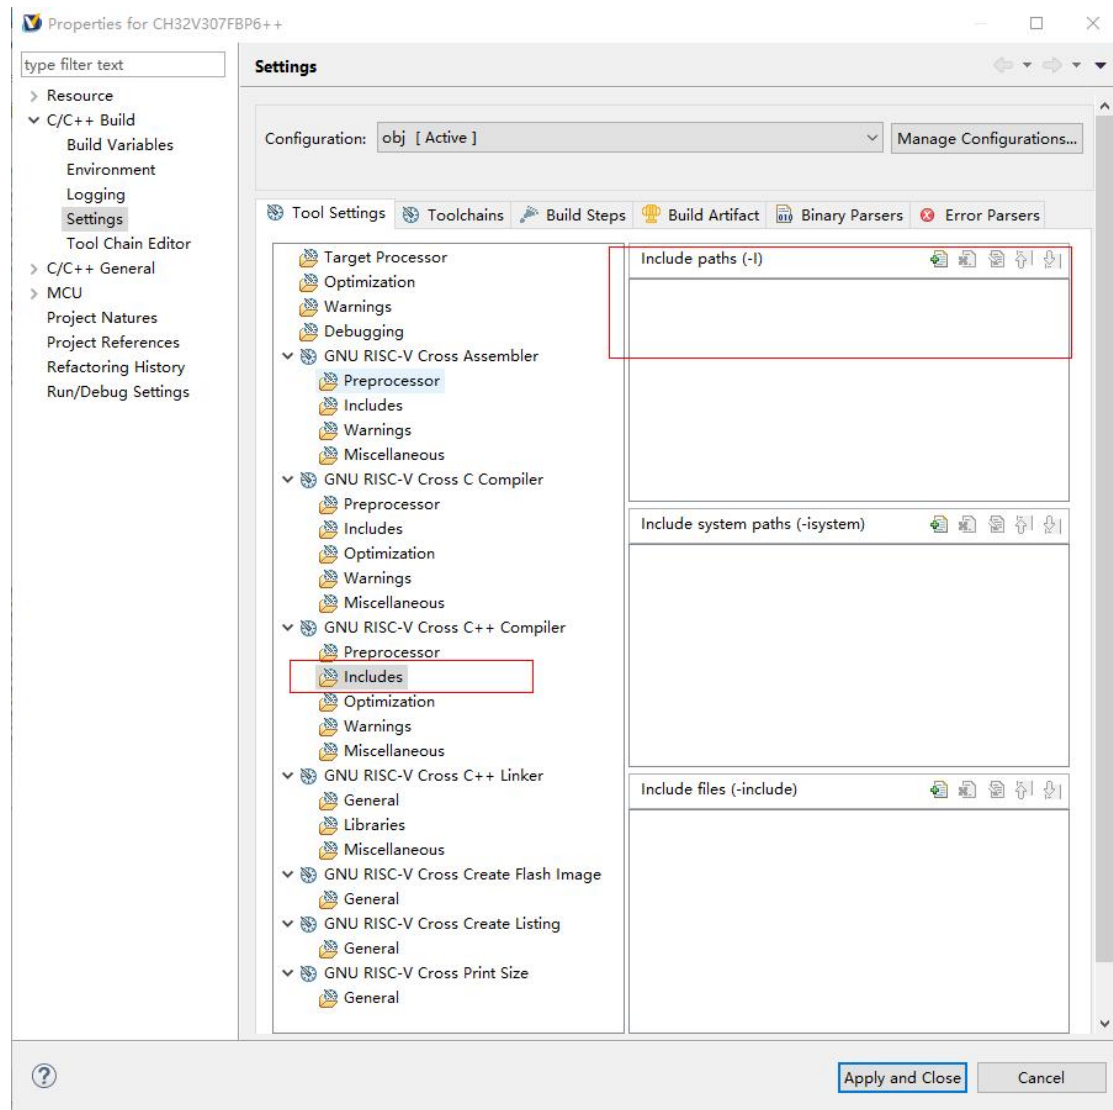 Properties for CH32V307FBP6++
type filter text
Resource
C/C++ Build
Build Variables
Environment
Logging
Settings
Tool Chain Editor
C/C++ General
MCU
Project Natures
Project References
Refactoring History
Run/Debug Settings
Settings
Configuration: obj [ Active ] Manage Configurations...
Tool Settings Toolchains Build Steps Build Artifact Binary Parsers Error Parsers
Target Processor
Optimization
Warnings
Debugging
GNU RISC-V Cross Assembler
Preprocessor
Includes
Warnings
Miscellaneous
GNU RISC-V Cross C Compiler
Preprocessor
Includes
Optimization
Warnings
Miscellaneous
GNU RISC-V Cross C++ Compiler
Preprocessor
Includes
Optimization
Warnings
Miscellaneous
GNU RISC-V Cross C++ Linker
General
Libraries
Miscellaneous
GNU RISC-V Cross Create Flash Image
General
GNU RISC-V Cross Create Listing
General
GNU RISC-V Cross Print Size
General
Include paths (-I)
Include system paths (-isystem)
Include files (-include)
Apply and Close Cancel